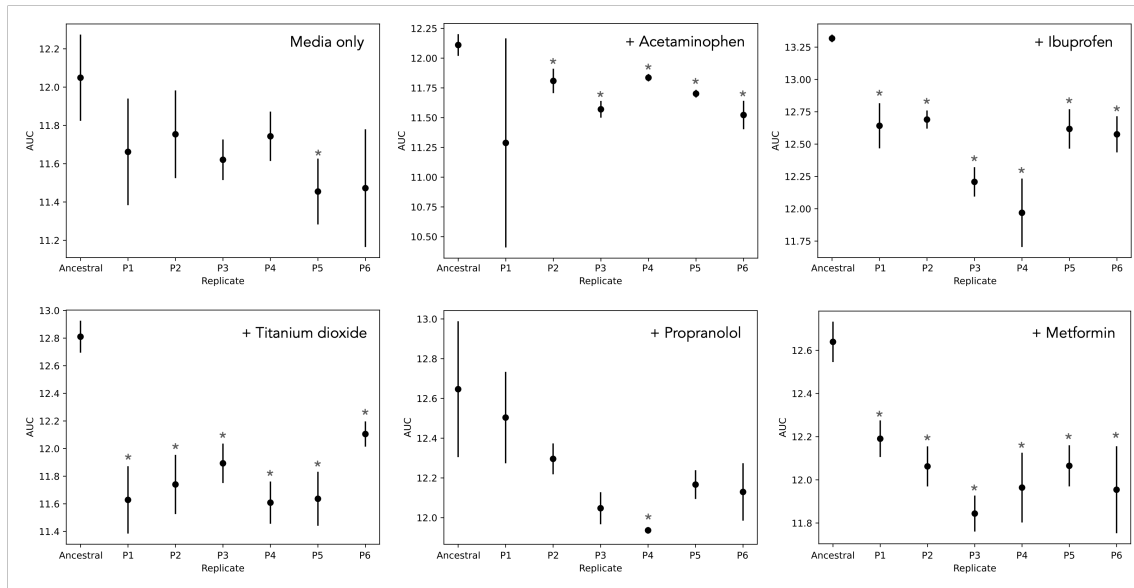 Media only
AUC
12.2
12.0
11.8
11.6
11.4
11.2
*
Ancestral P1 P2 P3 P4 P5 P6
Replicate
+ Acetaminophen
AUC
12.25
12.00
11.75
11.50
11.25
11.00
10.75
10.50
* * * * *
Ancestral P1 P2 P3 P4 P5 P6
Replicate
+ Ibuprofen
AUC
13.25
13.00
12.75
12.50
12.25
12.00
11.75
* * * * * *
Ancestral P1 P2 P3 P4 P5 P6
Replicate
+ Titanium dioxide
AUC
13.0
12.8
12.6
12.4
12.2
12.0
11.8
11.6
11.4
* * * * * *
Ancestral P1 P2 P3 P4 P5 P6
Replicate
+ Propranolol
AUC
13.0
12.8
12.6
12.4
12.2
12.0
*
Ancestral P1 P2 P3 P4 P5 P6
Replicate
+ Metformin
AUC
12.6
12.4
12.2
12.0
11.8
* * * * * *
Ancestral P1 P2 P3 P4 P5 P6
Replicate